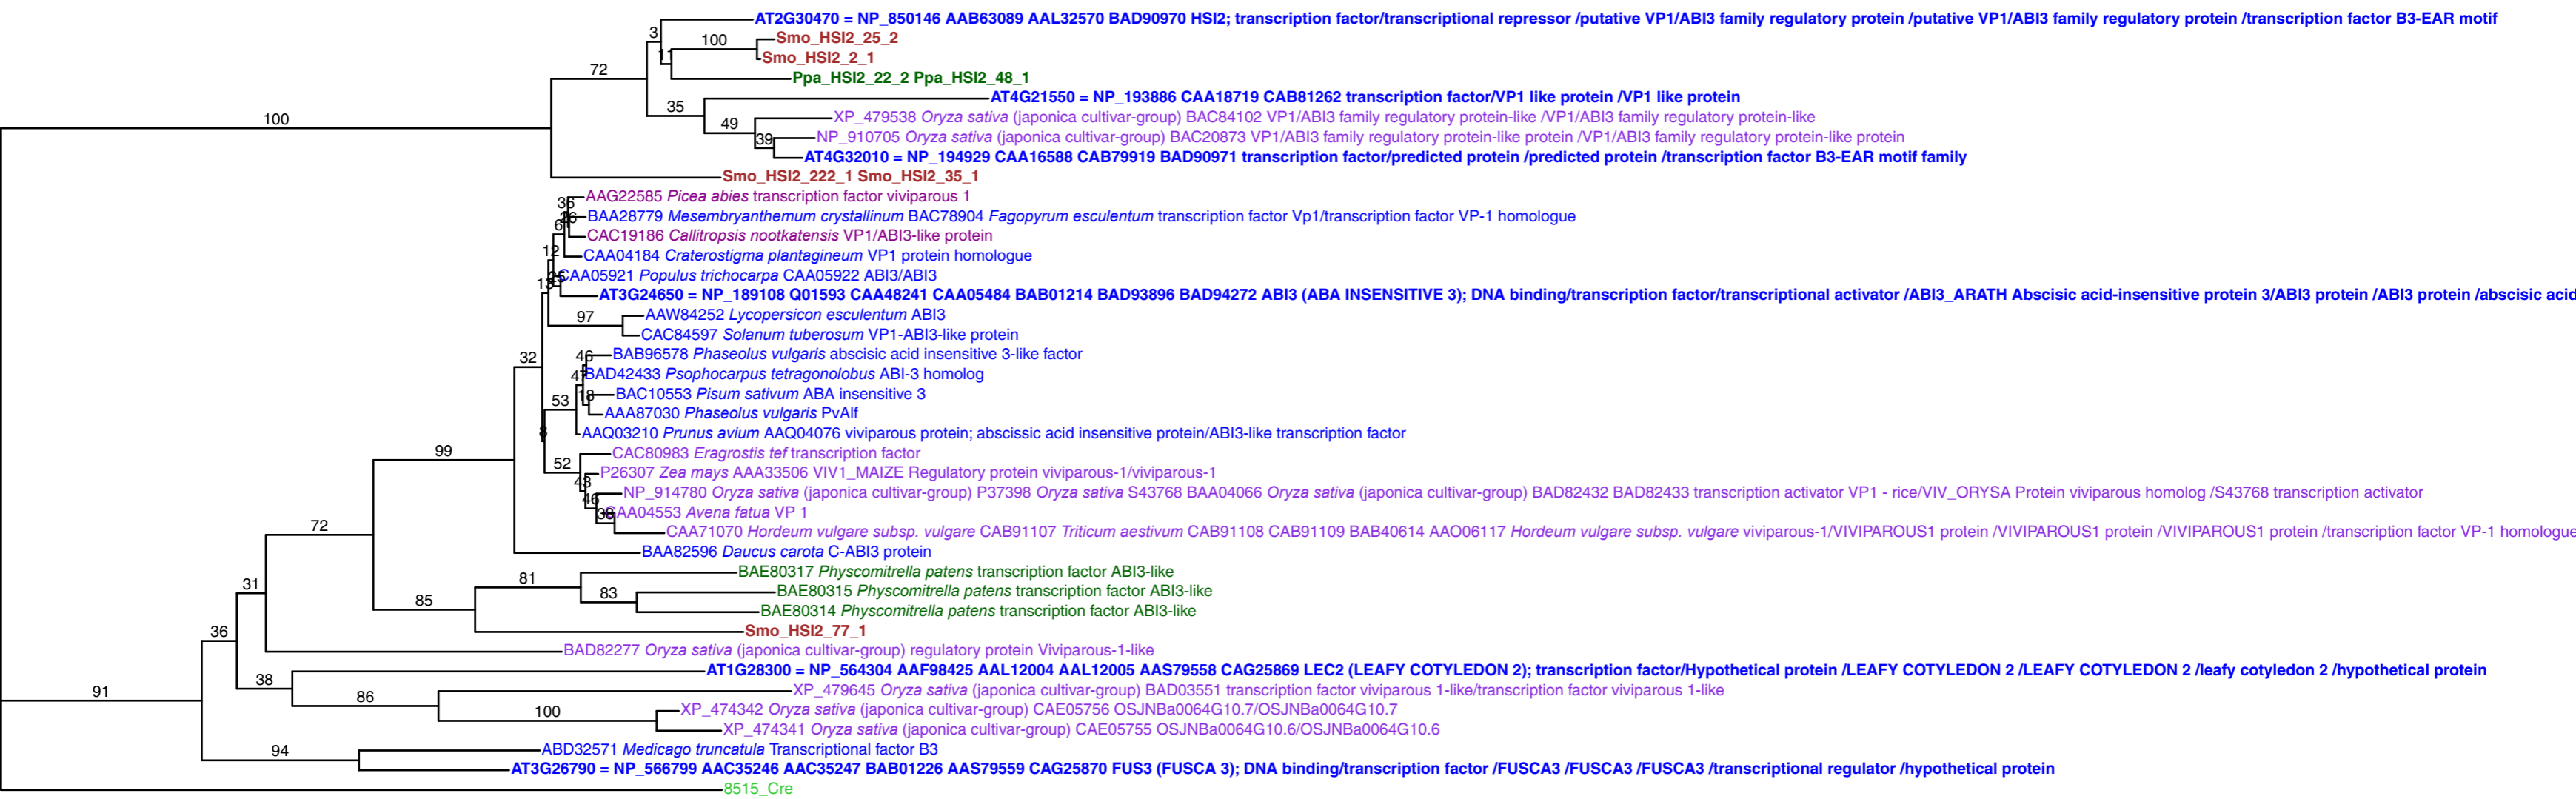 AT2G30470 = NP_850146 AAB63089 AAL32570 BAD90970 HSI2; transcription factor/transcriptional repressor /putative VP1/ABI3 family regulatory protein /putative VP1/ABI3 family regulatory protein /transcription factor B3-EAR motif
3
100 Smo_HSI2_25_2
11 Smo_HSI2_2_1
72
Ppa_HSI2_22_2 Ppa_HSI2_48_1
AT4G21550 = NP_193886 CAA18719 CAB81262 transcription factor/VP1 like protein /VP1 like protein
35
100
49 XP_479538 Oryza sativa (japonica cultivar-group) BAC84102 VP1/ABI3 family regulatory protein-like /VP1/ABI3 family regulatory protein-like
39 NP_910705 Oryza sativa (japonica cultivar-group) BAC20873 VP1/ABI3 family regulatory protein-like protein /VP1/ABI3 family regulatory protein-like protein
AT4G32010 = NP_194929 CAA16588 CAB79919 BAD90971 transcription factor/predicted protein /predicted protein /transcription factor B3-EAR motif family
Smo_HSI2_222_1 Smo_HSI2_35_1
AAG22585 Picea abies transcription factor viviparous 1
BAA28779 Mesembryanthemum crystallinum BAC78904 Fagopyrum esculentum transcription factor Vp1/transcription factor VP-1 homologue
6 CAC19186 Callitropsis nootkatensis VP1/ABI3-like protein
12 CAA04184 Craterostigma plantagineum VP1 protein homologue
CAA05921 Populus trichocarpa CAA05922 ABI3/ABI3
AT3G24650 = NP_189108 Q01593 CAA48241 CAA05484 BAB01214 BAD93896 BAD94272 ABI3 (ABA INSENSITIVE 3); DNA binding/transcription factor/transcriptional activator /ABI3_ARATH Abscisic acid-insensitive protein 3/ABI3 protein /ABI3 protein /abscisic acid
97 AAW84252 Lycopersicon esculentum ABI3
CAC84597 Solanum tuberosum VP1-ABI3-like protein
32
46 BAB96578 Phaseolus vulgaris abscisic acid insensitive 3-like factor
47 BAD42433 Psophocarpus tetragonolobus ABI-3 homolog
18 BAC10553 Pisum sativum ABA insensitive 3
53 AAA87030 Phaseolus vulgaris PvAlf
8 AAQ03210 Prunus avium AAQ04076 viviparous protein; abscissic acid insensitive protein/ABI3-like transcription factor
99 CAC80983 Eragrostis tef transcription factor
52 P26307 Zea mays AAA33506 VIV1_MAIZE Regulatory protein viviparous-1/viviparous-1
43
46 NP_914780 Oryza sativa (japonica cultivar-group) P37398 Oryza sativa S43768 BAA04066 Oryza sativa (japonica cultivar-group) BAD82432 BAD82433 transcription activator VP1 - rice/VIV_ORYSA Protein viviparous homolog /S43768 transcription activator
CAA04553 Avena fatua VP 1
72 CAA71070 Hordeum vulgare subsp. vulgare CAB91107 Triticum aestivum CAB91108 CAB91109 BAB40614 AAO06117 Hordeum vulgare subsp. vulgare viviparous-1/VIVIPAROUS1 protein /VIVIPAROUS1 protein /VIVIPAROUS1 protein /transcription factor VP-1 homologue
BAA82596 Daucus carota C-ABI3 protein
81 BAE80317 Physcomitrella patens transcription factor ABI3-like
31 83 BAE80315 Physcomitrella patens transcription factor ABI3-like
85 BAE80314 Physcomitrella patens transcription factor ABI3-like
36 Smo_HSI2_77_1
BAD82277 Oryza sativa (japonica cultivar-group) regulatory protein Viviparous-1-like
AT1G28300 = NP_564304 AAF98425 AAL12004 AAL12005 AAS79558 CAG25869 LEC2 (LEAFY COTYLEDON 2); transcription factor/Hypothetical protein /LEAFY COTYLEDON 2 /LEAFY COTYLEDON 2 /leafy cotyledon 2 /hypothetical protein
38
91 86 XP_479645 Oryza sativa (japonica cultivar-group) BAD03551 transcription factor viviparous 1-like/transcription factor viviparous 1-like
100 XP_474342 Oryza sativa (japonica cultivar-group) CAE05756 OSJNBa0064G10.7/OSJNBa0064G10.7
XP_474341 Oryza sativa (japonica cultivar-group) CAE05755 OSJNBa0064G10.6/OSJNBa0064G10.6
94 ABD32571 Medicago truncatula Transcriptional factor B3
AT3G26790 = NP_566799 AAC35246 AAC35247 BAB01226 AAS79559 CAG25870 FUS3 (FUSCA 3); DNA binding/transcription factor /FUSCA3 /FUSCA3 /FUSCA3 /transcriptional regulator /hypothetical protein
8515_Cre